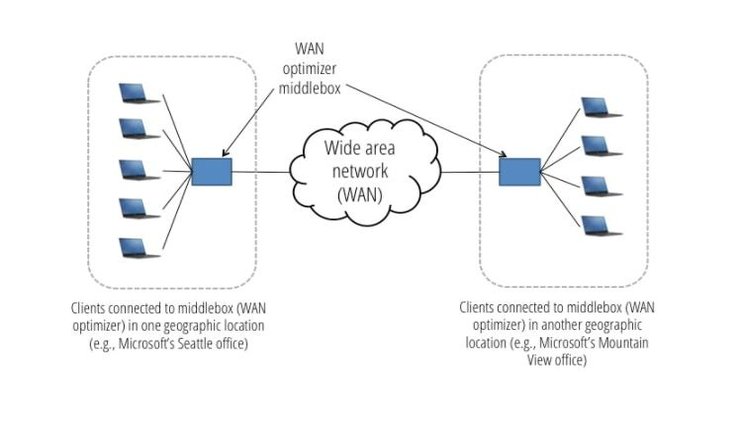 WAN
optimizer
middlebox
Wide area
network
(WAN)
Clients connected to middlebox (WAN
optimizer) in one geographic location
(e.g., Microsoft's Seattle office)
Clients connected to middlebox (WAN
optimizer) in another geographic
location (e.g., Microsoft's Mountain
View office)